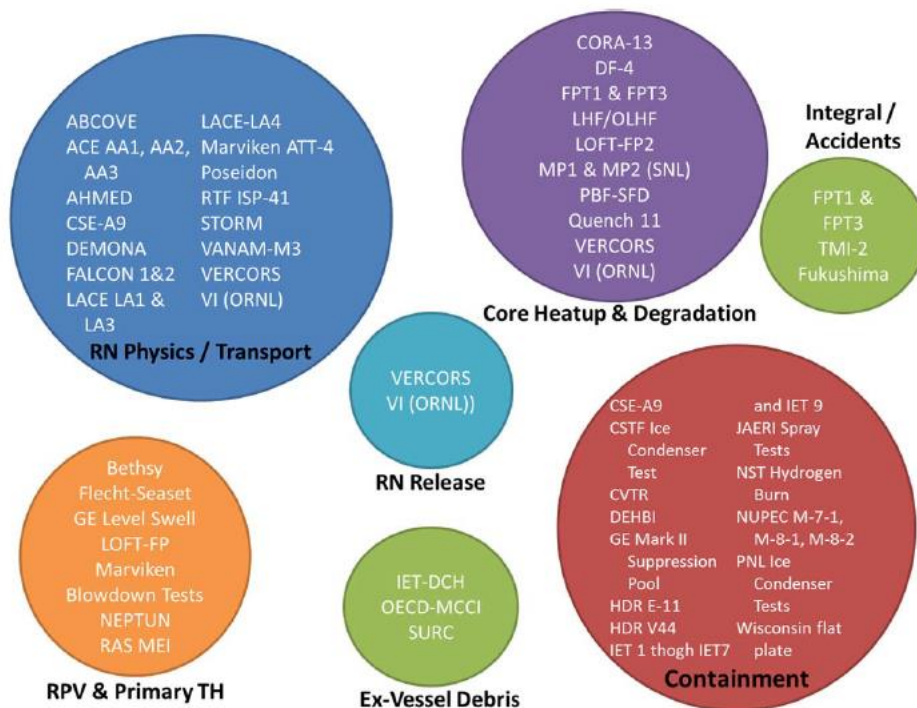 ABCOVE
ACE AA1, AA2,
AA3
AHMED
CSE-A9
DEMONA
FALCON 1&2
LACE LA1 &
LA3
LACE-LA4
Marviken ATT-4
Poseidon
RTF ISP-41
STORM
VANAM-M3
VERCORS
VI (ORNL)
RN Physics / Transport
CORA-13
DF-4
FPT1 & FPT3
LHF/OLHF
LOFT-FP2
MP1 & MP2 (SNL)
PBF-SFD
Quench 11
VERCORS
VI (ORNL)
Core Heatup & Degradation
Integral /
Accidents
FPT1 &
FPT3
TMI-2
Fukushima
VERCORS
VI (ORNL))
RN Release
Bethsy
Flecht-Seaset
GE Level Swell
LOFT-FP
Marviken
Blowdown Tests
NEPTUN
RAS MEI
RPV & Primary TH
IET-DCH
OECD-MCCI
SURC
Ex-Vessel Debris
CSE-A9
CSTF Ice
Condenser
Test
CVTR
DEHBI
GE Mark II
Suppression
Pool
HDR E-11
HDR V44
IET 1 thogh IET7
and IET 9
JAERI Spray
Tests
NST Hydrogen
Burn
NUPEC M-7-1,
M-8-1, M-8-2
PNL Ice
Condenser
Tests
Wisconsin flat
plate
Containment